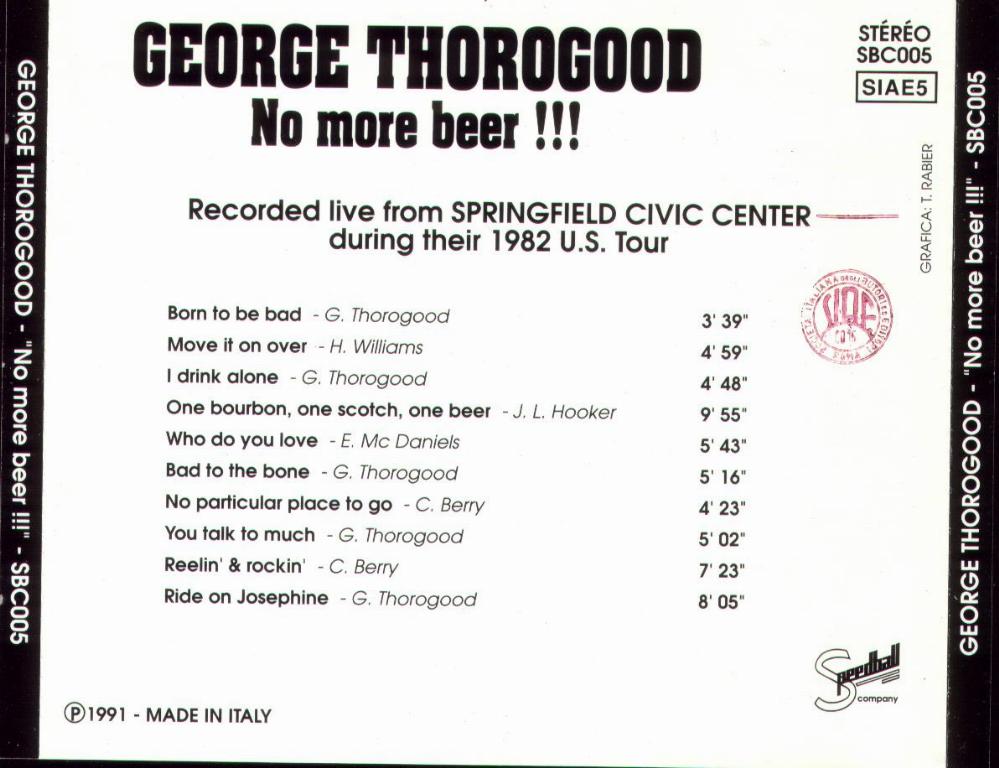 GEORGE THOROGOOD
No more beer !!!
STÉRÉO
SBC005
SIAE5
GRAFICA: T. RABIER
Recorded live from SPRINGFIELD CIVIC CENTER
during their 1982 U.S. Tour
Born to be bad - G. Thorogood 3' 39"
Move it on over - H. Williams 4' 59"
I drink alone - G. Thorogood 4' 48"
One bourbon, one scotch, one beer - J. L. Hooker 9' 55"
Who do you love - E. Mc Daniels 5' 43"
Bad to the bone - G. Thorogood 5' 16"
No particular place to go - C. Berry 4' 23"
You talk to much - G. Thorogood 5' 02"
Reelin' & rockin' - C. Berry 7' 23"
Ride on Josephine - G. Thorogood 8' 05"
Speedball
company
Ⓟ1991 - MADE IN ITALY
GEORGE THOROGOOD - "No more beer !!!" - SBC005
GEORGE THOROGOOD - "No more beer !!!" - SBC005